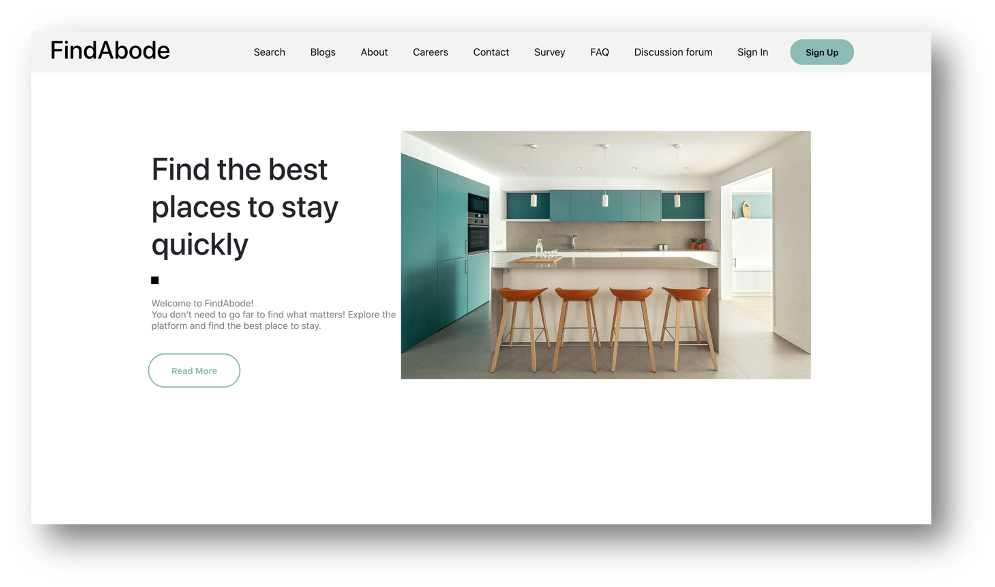 FindAbode
Search Blogs About Careers Contact Survey FAQ Discussion forum Sign In Sign Up
Find the best
places to stay
quickly
Welcome to FindAbode!
You don't need to go far to find what matters! Explore the
platform and find the best place to stay.
Read More